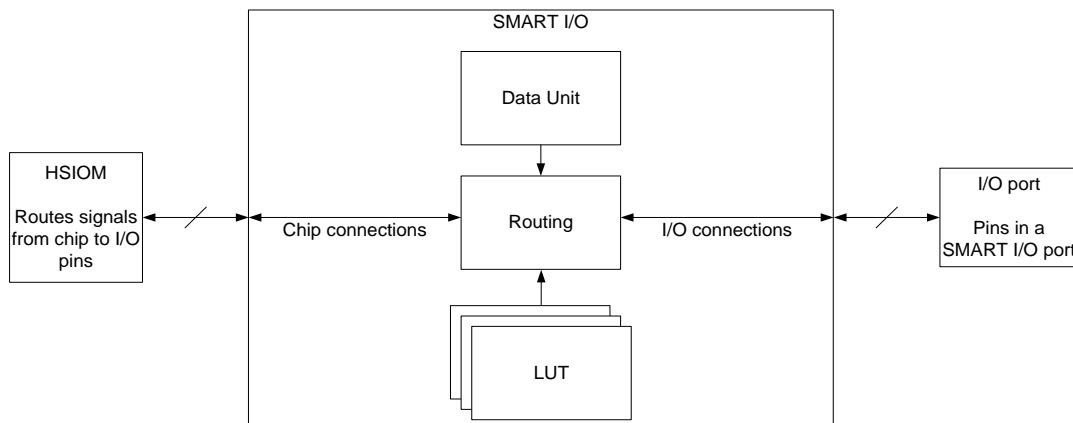 SMART I/O
Data Unit
HSIOM
Routes signals
from chip to I/O
pins
Chip connections
Routing
I/O connections
I/O port
Pins in a
SMART I/O port
LUT